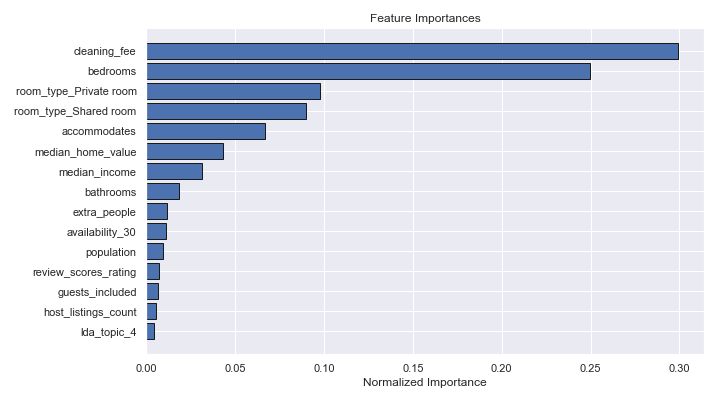 Feature Importances
cleaning_fee
bedrooms
room_type_Private room
room_type_Shared room
accommodates
median_home_value
median_income
bathrooms
extra_people
availability_30
population
review_scores_rating
guests_included
host_listings_count
lda_topic_4
0.00 0.05 0.10 0.15 0.20 0.25 0.30
Normalized Importance